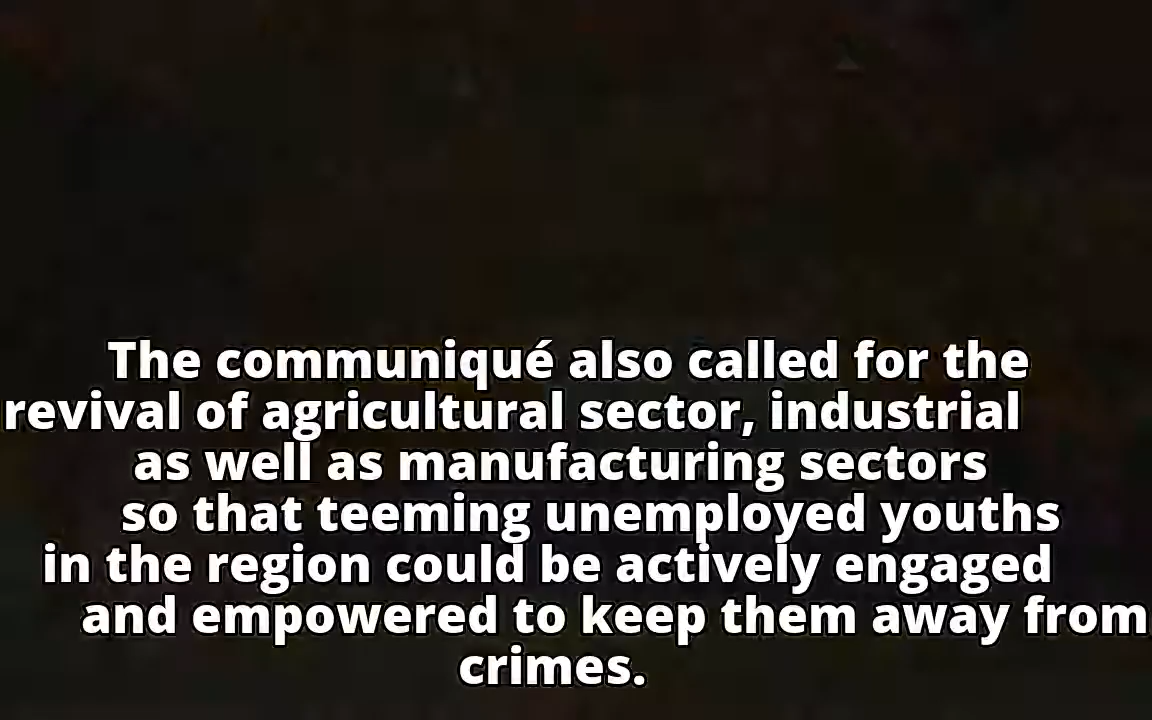 The communiqué also called for the
revival of agricultural sector, industrial
as well as manufacturing sectors
so that teeming unemployed youths
in the region could be actively engaged
and empowered to keep them away from
crimes.